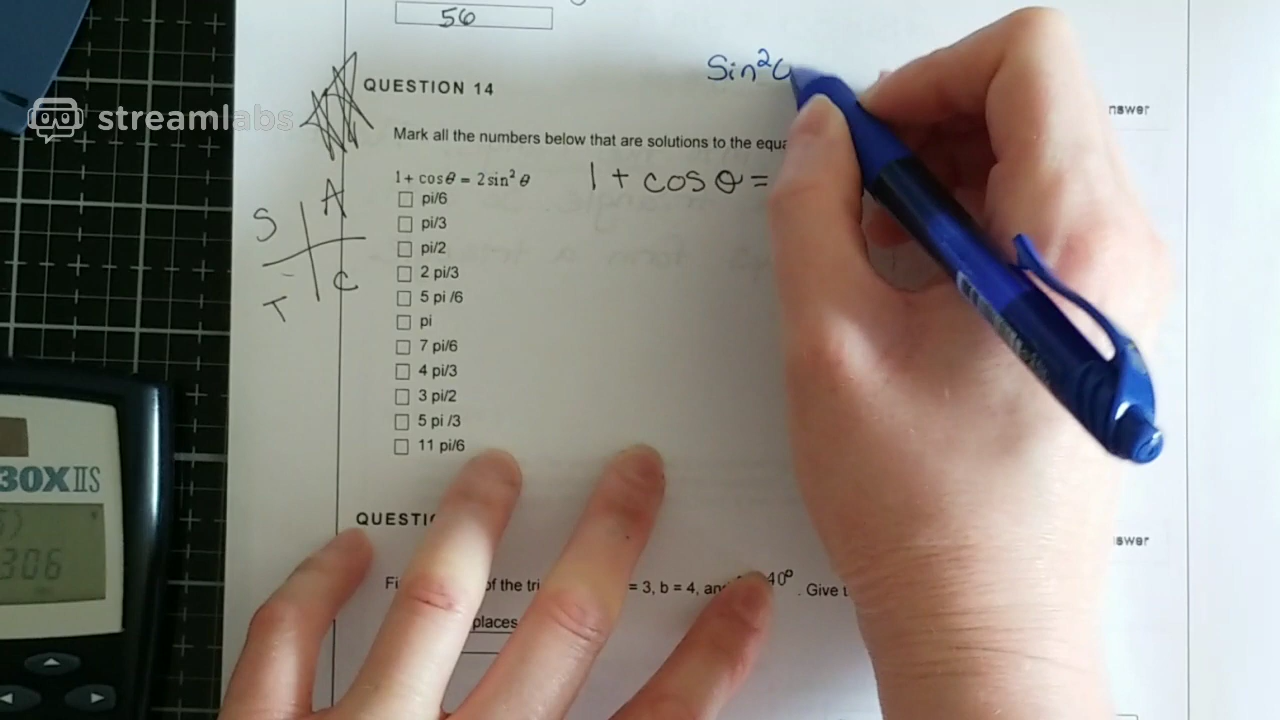 56
sin²
QUESTION 14
nswer
streamlabs
Mark all the numbers below that are solutions to the equa
1 + cosθ = 2sin² θ
1 + cos θ =
pi/6
pi/3
pi/2
2 pi/3
5 pi /6
pi
7 pi/6
4 pi/3
3 pi/2
5 pi /3
11 pi/6
S A
T C
30XIIS
306
QUESTI
swer
Fi of the tri = 3, b = 4, an 40° . Give
places